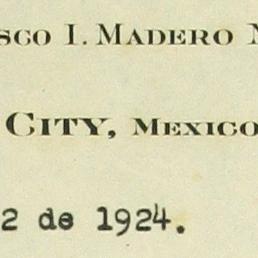 sco I. Madero N
City, Mexico
2 de 1924.